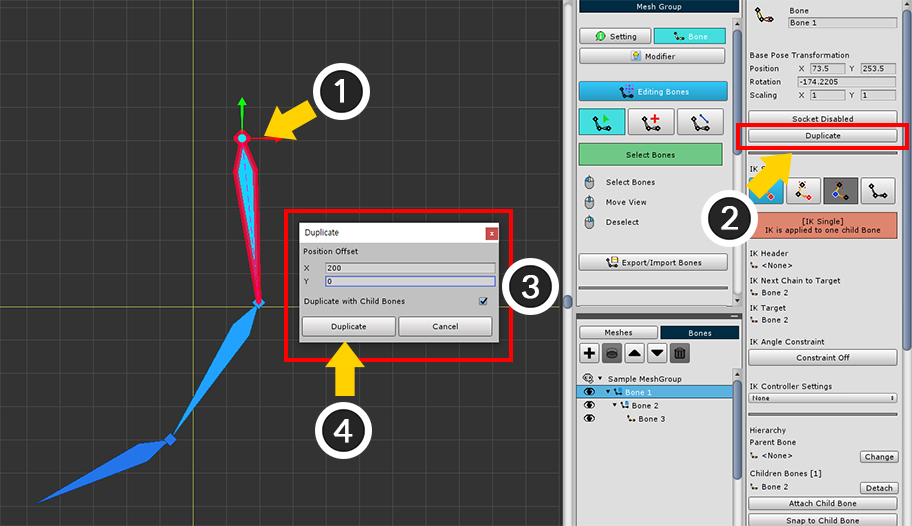 1
2
3
4
Duplicate
x
Position Offset
X 200
Y 0
Duplicate with Child Bones
Duplicate Cancel
Mesh Group
Setting Bone
Modifier
Editing Bones
Select Bones
Select Bones
Move View
Deselect
Export/Import Bones
Meshes Bones
Sample MeshGroup
Bone 1
Bone 2
Bone 3
Bone
Bone 1
Base Pose Transformation
Position X 73.5 Y 253.5
Rotation -174.2205
Scaling X 1 Y 1
Socket Disabled
Duplicate
IK S
[IK Single]
IK is applied to one child Bone
IK Header
<None>
IK Next Chain to Target
Bone 2
IK Target
Bone 2
IK Angle Constraint
Constraint Off
IK Controller Settings
None
Hierarchy
Parent Bone
<None> Change
Children Bones [1]
Bone 2 Detach
Attach Child Bone
Snap to Child Bone